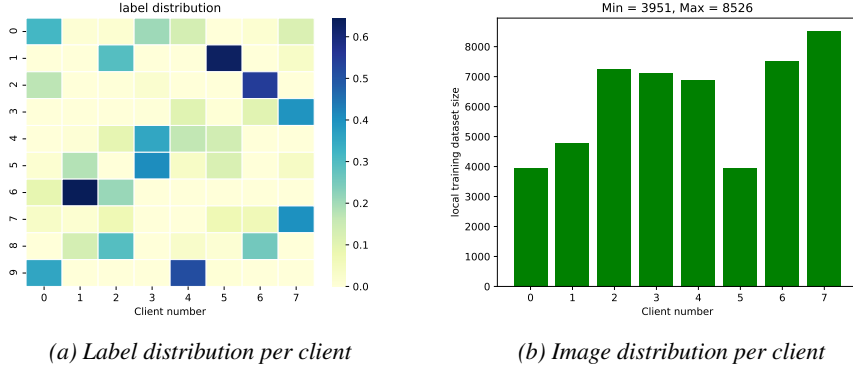 label distribution
0
1
2
3
4
5
6
7
8
9
0 1 2 3 4 5 6 7
Client number
0.6
0.5
0.4
0.3
0.2
0.1
0.0
(a) Label distribution per client
Min = 3951, Max = 8526
local training dataset size
8000
7000
6000
5000
4000
3000
2000
1000
0
0 1 2 3 4 5 6 7
Client number
(b) Image distribution per client